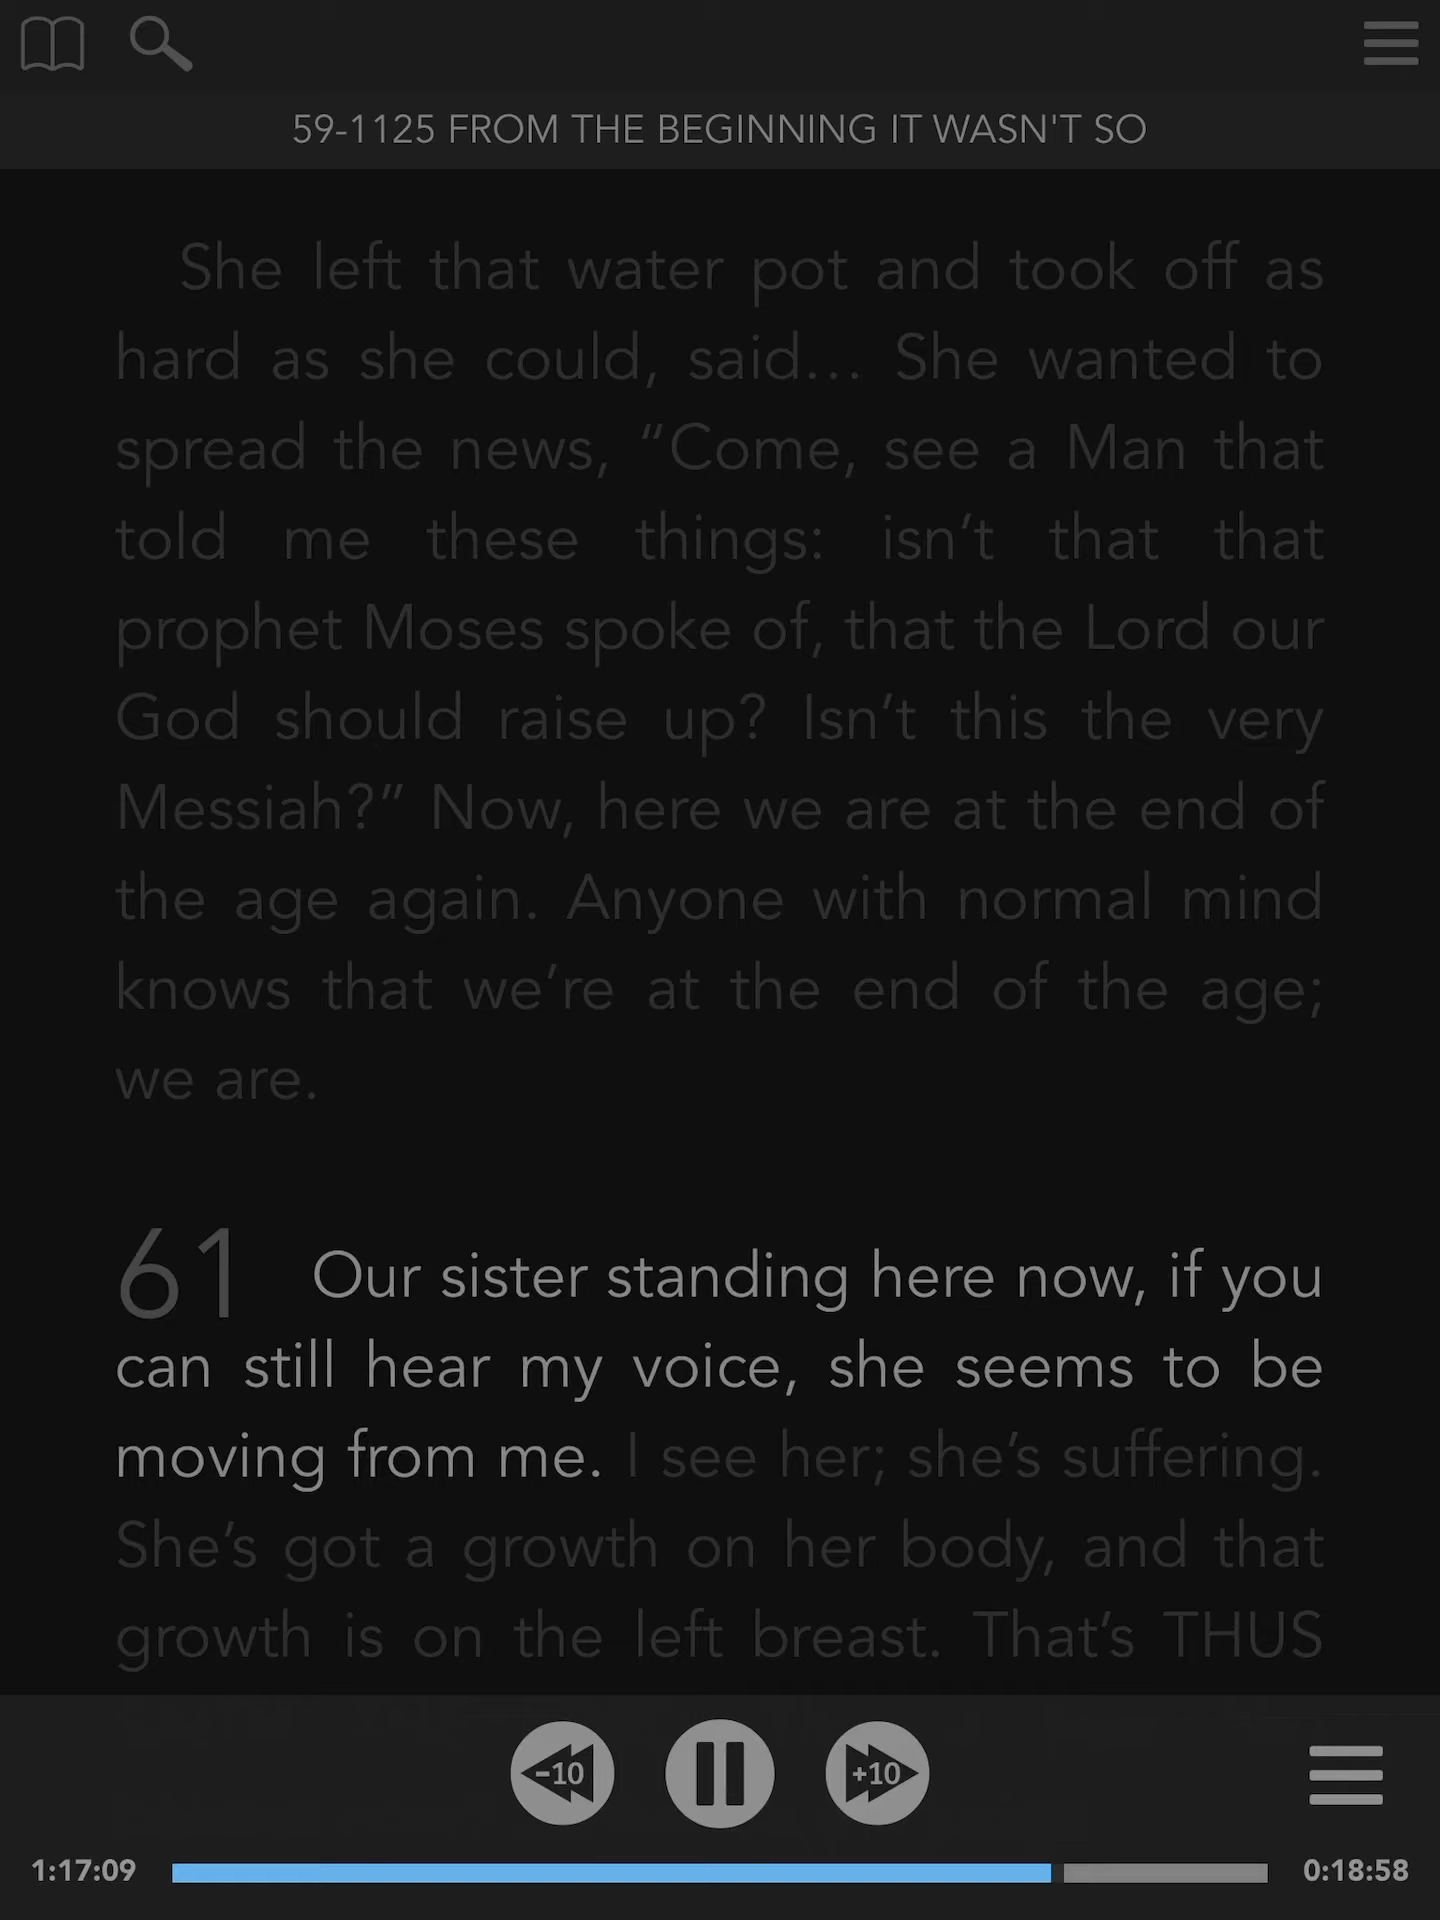 59-1125 FROM THE BEGINNING IT WASN'T SO
She left that water pot and took off as
hard as she could, said… She wanted to
spread the news, “Come, see a Man that
told me these things: isn’t that that
prophet Moses spoke of, that the Lord our
God should raise up? Isn’t this the very
Messiah?” Now, here we are at the end of
the age again. Anyone with normal mind
knows that we’re at the end of the age;
we are.
61 Our sister standing here now, if you
can still hear my voice, she seems to be
moving from me. I see her; she’s suffering.
She’s got a growth on her body, and that
growth is on the left breast. That’s THUS
-10 +10
1:17:09 0:18:58